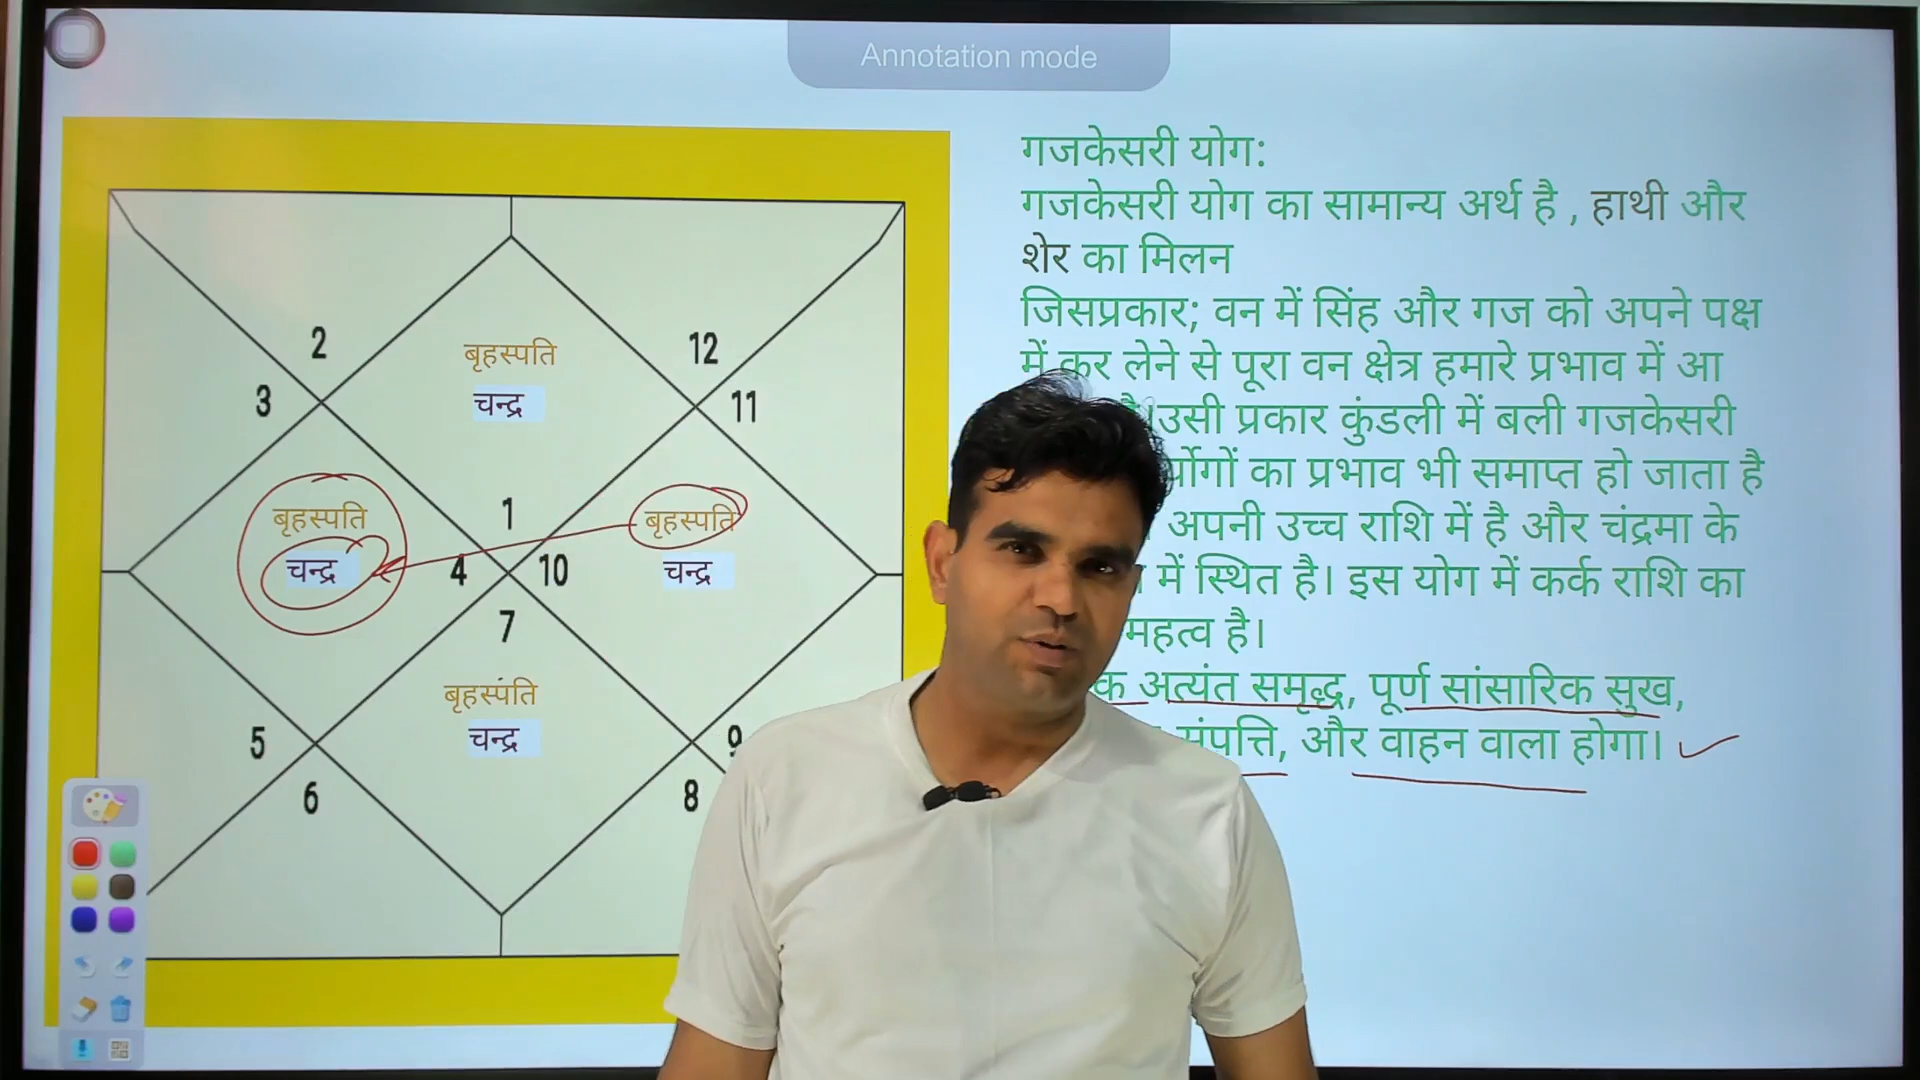 Annotation mode
गजकेसरी योग:
गजकेसरी योग का सामान्य अर्थ है , हाथी और
शेर का मिलन
जिसप्रकार; वन में सिंह और गज को अपने पक्ष
में कर लेने से पूरा वन क्षेत्र हमारे प्रभाव में आ
है।उसी प्रकार कुंडली में बली गजकेसरी
का प्रभाव भी समाप्त हो जाता है
अपनी उच्च राशि में है और चंद्रमा के
में स्थित है। इस योग में कर्क राशि का
महत्व है।
अत्यंत समृद्ध, पूर्ण सांसारिक सुख,
संपत्ति, और वाहन वाला होगा।
2
12
बृहस्पति
चन्द्र
3
11
बृहस्पति
चन्द्र
1
बृहस्पति
चन्द्र
4
10
7
बृहस्पति
चन्द्र
5
9
6
8